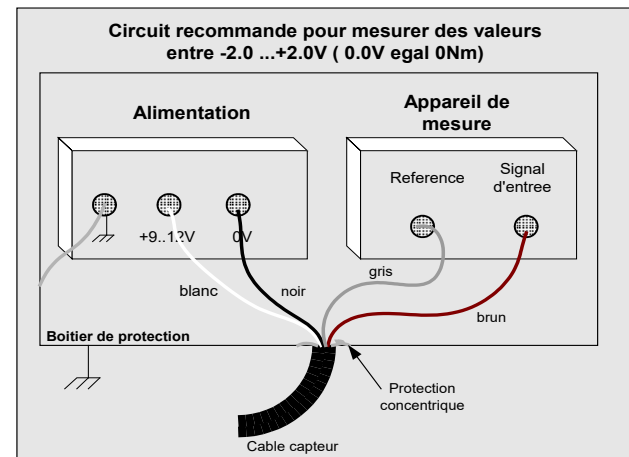 Circuit recommande pour mesurer des valeurs
entre -2.0 ...+2.0V ( 0.0V egal 0Nm)
Alimentation
Appareil de
mesure
Reference
Signal
d'entree
+9..12V
0V
gris
blanc
noir
brun
Boitier de protection
Protection
concentrique
Cable capteur